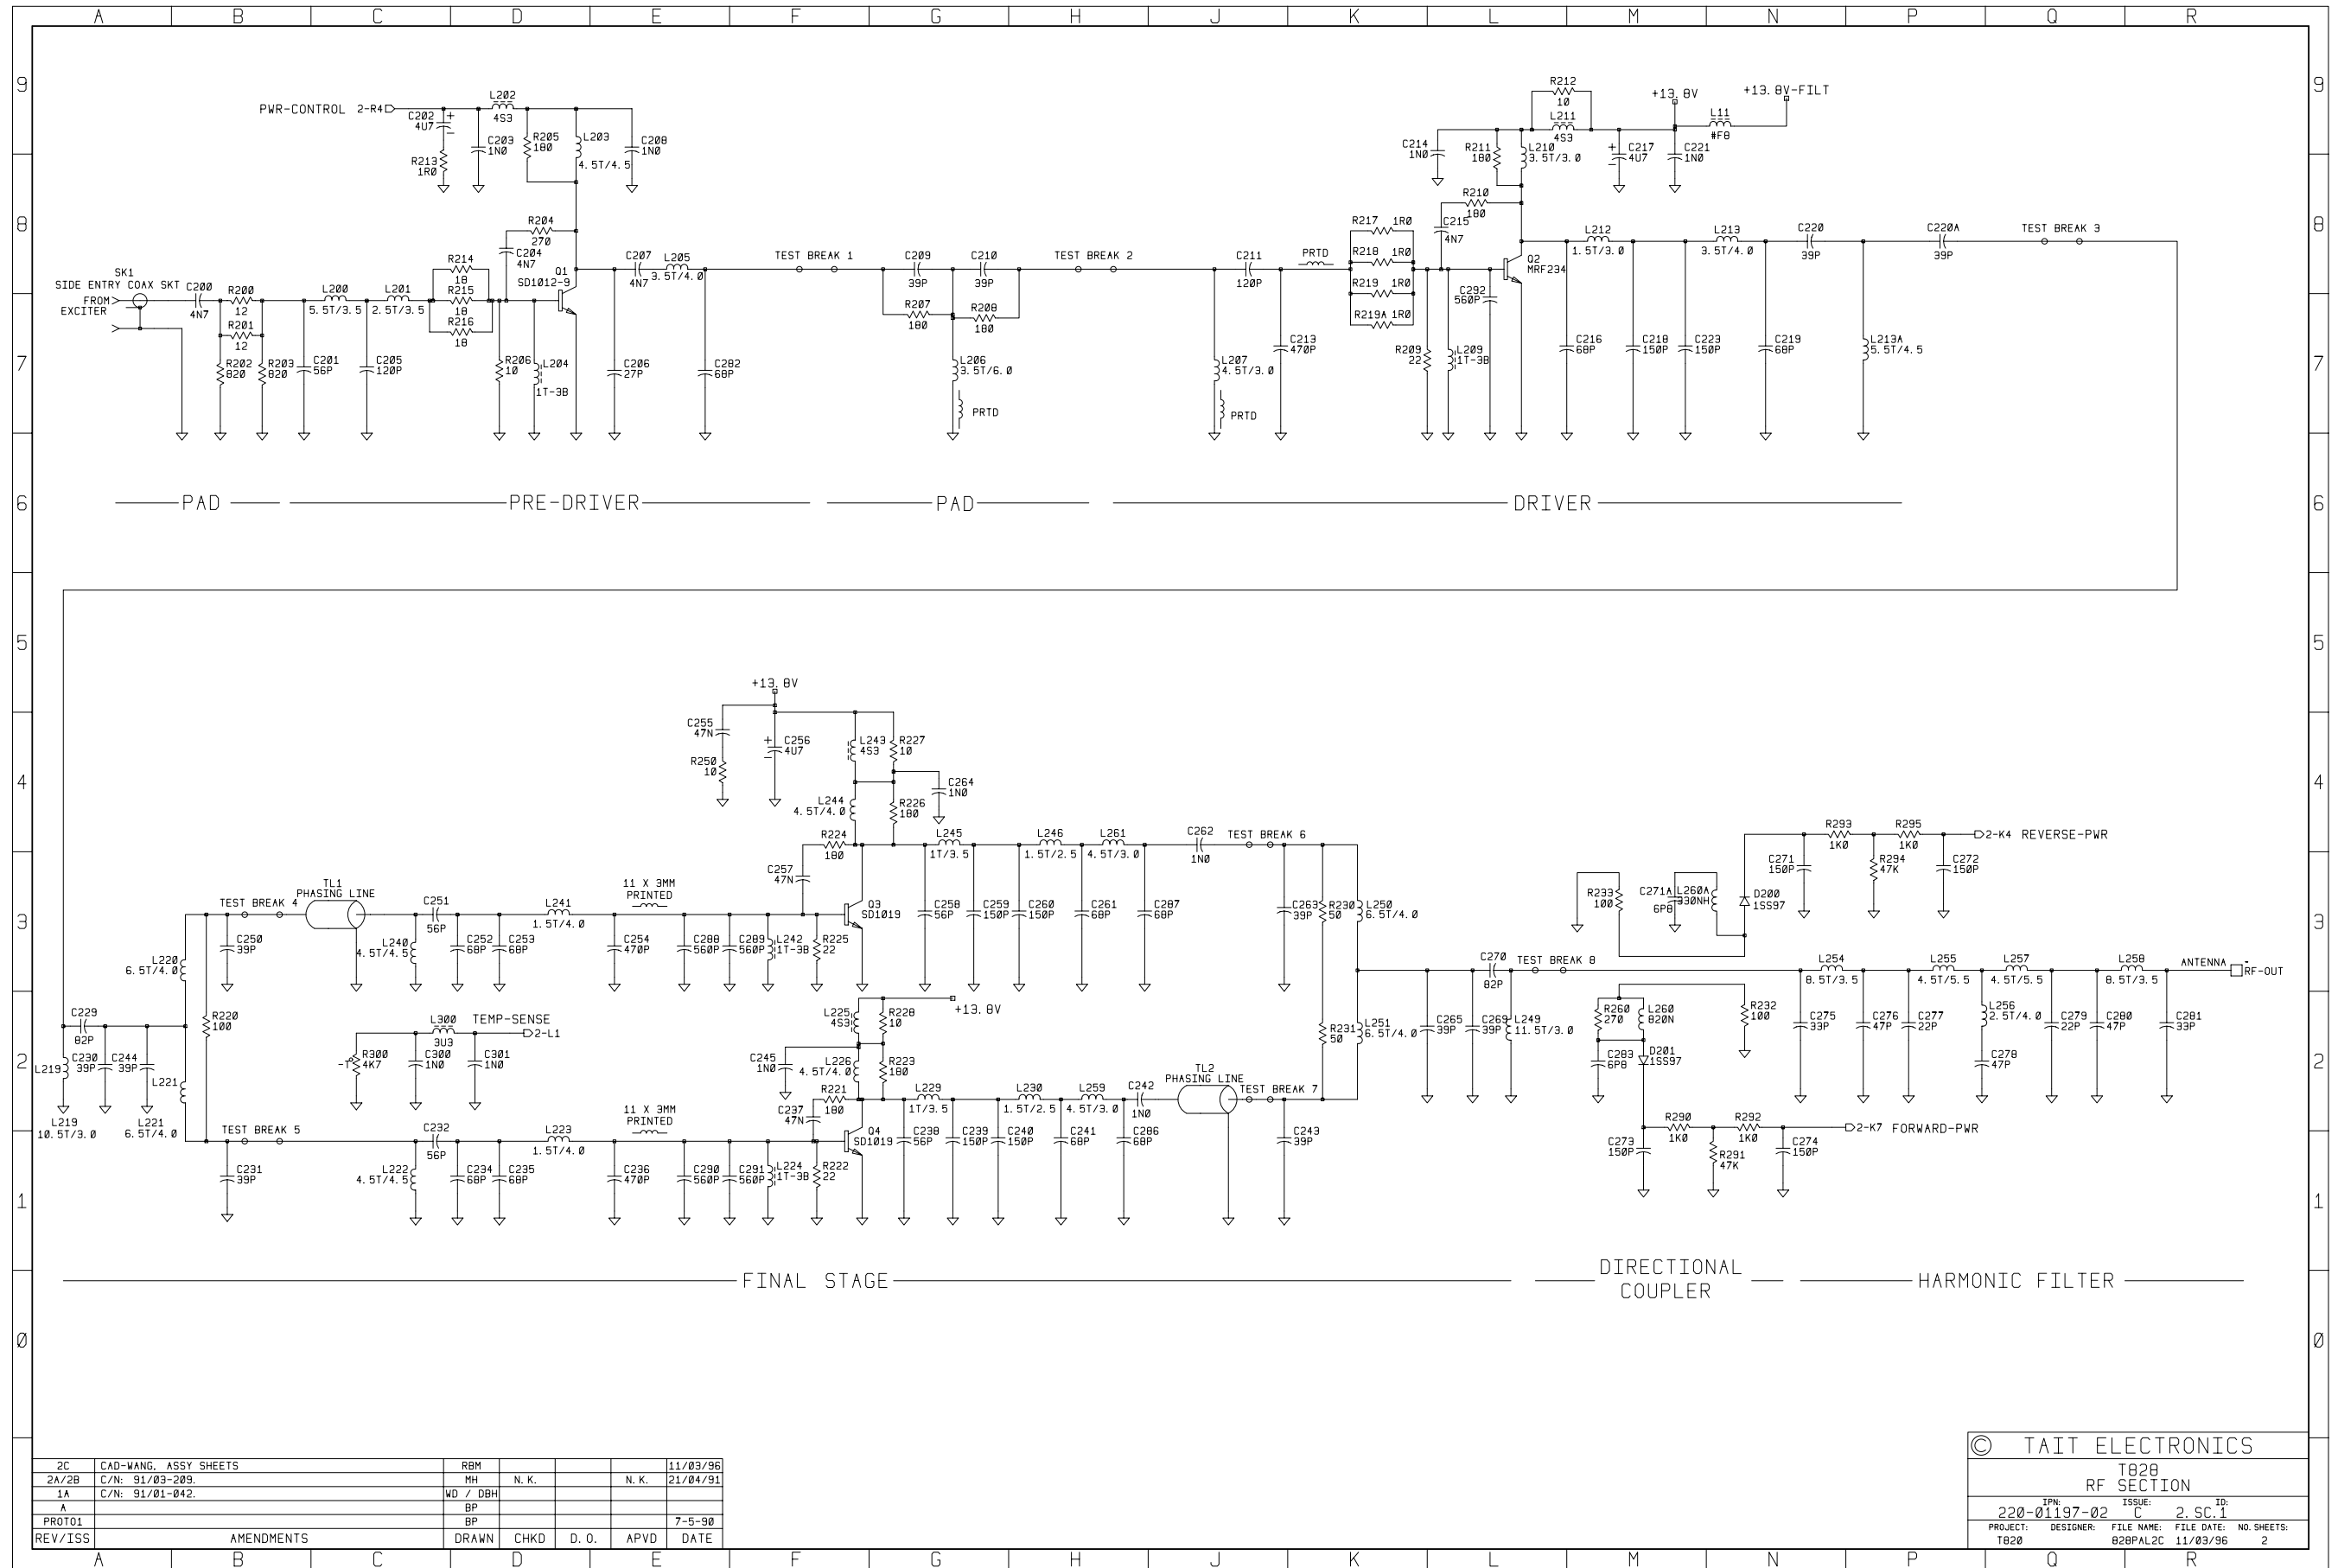 A B C D E F G H J K L M N P Q R
9
8
7
6
5
4
3
2
1
Ø
PWR-CONTROL 2-R4
C202 4U7
R213 1RØ
C203 1NØ
L202 4S3
R205 180
L203 4.5T/4.5
C208 1NØ
R204 270
C204 4N7
Q1 SD1012-9
SK1
SIDE ENTRY COAX SKT
FROM EXCITER
C200 4N7
R200 12
R201 12
R202 820
R203 820
C201 56P
L200 5.5T/3.5
C205 120P
L201 2.5T/3.5
R214 18
R215 18
R216 18
R206 10
L204 1T-3B
C207 4N7
L205 3.5T/4.0
C206 27P
C282 68P
TEST BREAK 1
C209 39P
C210 39P
R207 180
R208 180
L206 3.5T/6.0
PRTD
TEST BREAK 2
L207 4.5T/3.0
PRTD
C211 120P
C213 470P
PRTD
R217 1RØ
R218 1RØ
R219 1RØ
R219A 1RØ
R209 22
L209 1T-3B
C215 4N7
R210 180
C292 560P
Q2 MRF234
C214 1NØ
R211 180
L210 3.5T/3.0
R212 10
L211 4S3
C217 4U7
+13.8V
C221 1NØ
L11 #F8
+13.8V-FILT
L212 1.5T/3.0
C216 68P
C218 150P
C223 150P
L213 3.5T/4.0
C219 68P
C220 39P
L213A 5.5T/4.5
C220A 39P
TEST BREAK 3
PAD
PRE-DRIVER
PAD
DRIVER
+13.8V
C255 47N
R250 10
C256 4U7
L243 4S3
R227 10
C264 1NØ
L244 4.5T/4.0
R226 180
R224 180
C257 47N
Q3 SD1019
L245 1T/3.5
C258 56P
C259 150P
C260 150P
L246 1.5T/2.5
C261 68P
L261 4.5T/3.0
C287 68P
C262 1NØ
TEST BREAK 6
C263 39P
R230 50
L250 6.5T/4.0
TEST BREAK 4
C250 39P
TL1
PHASING LINE
L240 4.5T/4.5
C251 56P
C252 68P
C253 68P
L241 1.5T/4.0
11 X 3MM
PRINTED
C254 470P
C288 560P
C289 560P
L242 1T-3B
R225 22
L220 6.5T/4.0
R220 100
C229 82P
L219
L219 10.5T/3.0
C230 39P
C244 39P
L221
L221 6.5T/4.0
-T° R300 4K7
C300 1NØ
L300 3U3
TEMP-SENSE
2-L1
C301 1NØ
L225 4S3
R228 10
+13.8V
C245 1NØ
L226 4.5T/4.0
R223 180
R221 180
C237 47N
Q4 SD1019
L229 1T/3.5
C238 56P
C239 150P
C240 150P
L230 1.5T/2.5
C241 68P
L259 4.5T/3.0
C286 68P
C242 1NØ
TL2
PHASING LINE
TEST BREAK 7
C243 39P
R231 50
L251 6.5T/4.0
TEST BREAK 5
C231 39P
L222 4.5T/4.5
C232 56P
C234 68P
C235 68P
L223 1.5T/4.0
11 X 3MM
PRINTED
C236 470P
C290 560P
C291 560P
L224 1T-3B
R222 22
C265 39P
C269 39P
C270 82P
L249 11.5T/3.0
TEST BREAK 8
R233 100
C271A 6P8
L260A 330NH
D200 1SS97
C271 150P
R293 1KØ
R294 47K
R295 1KØ
C272 150P
2-K4 REVERSE-PWR
R260 270
L260 820N
C283 6P8
D201 1SS97
R232 100
C273 150P
R290 1KØ
R291 47K
R292 1KØ
C274 150P
2-K7 FORWARD-PWR
C275 33P
L254 8.5T/3.5
C276 47P
C277 22P
L255 4.5T/5.5
L256 2.5T/4.0
C278 47P
L257 4.5T/5.5
C279 22P
C280 47P
L258 8.5T/3.5
C281 33P
ANTENNA
RF-OUT
FINAL STAGE
DIRECTIONAL
COUPLER
HARMONIC FILTER
2C CAD-WANG, ASSY SHEETS RBM 11/03/96
2A/2B C/N: 91/03-209. MH N.K. N.K. 21/04/91
1A C/N: 91/01-042. WD / DBH
A BP
PROTO1 BP 7-5-90
REV/ISS AMENDMENTS DRAWN CHKD D.O. APVD DATE
© TAIT ELECTRONICS
T828
RF SECTION
IPN: ISSUE: ID:
220-01197-02 C 2.SC.1
PROJECT: DESIGNER: FILE NAME: FILE DATE: NO.SHEETS:
T820 828PAL2C 11/03/96 2
A B C D E F G H J K L M N P Q R